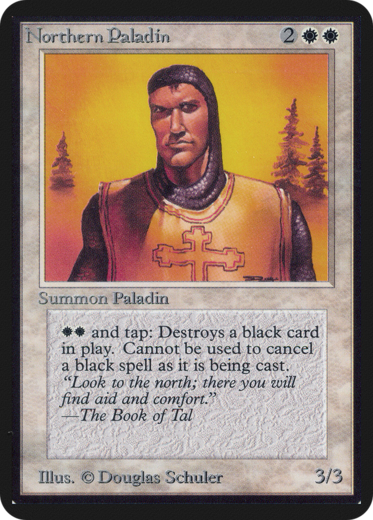 Northern Paladin 2
Summon Paladin
and tap: Destroys a black card
in play. Cannot be used to cancel
a black spell as it is being cast.
“Look to the north; there you will
find aid and comfort.”
—The Book of Tal
Illus. © Douglas Schuler 3/3